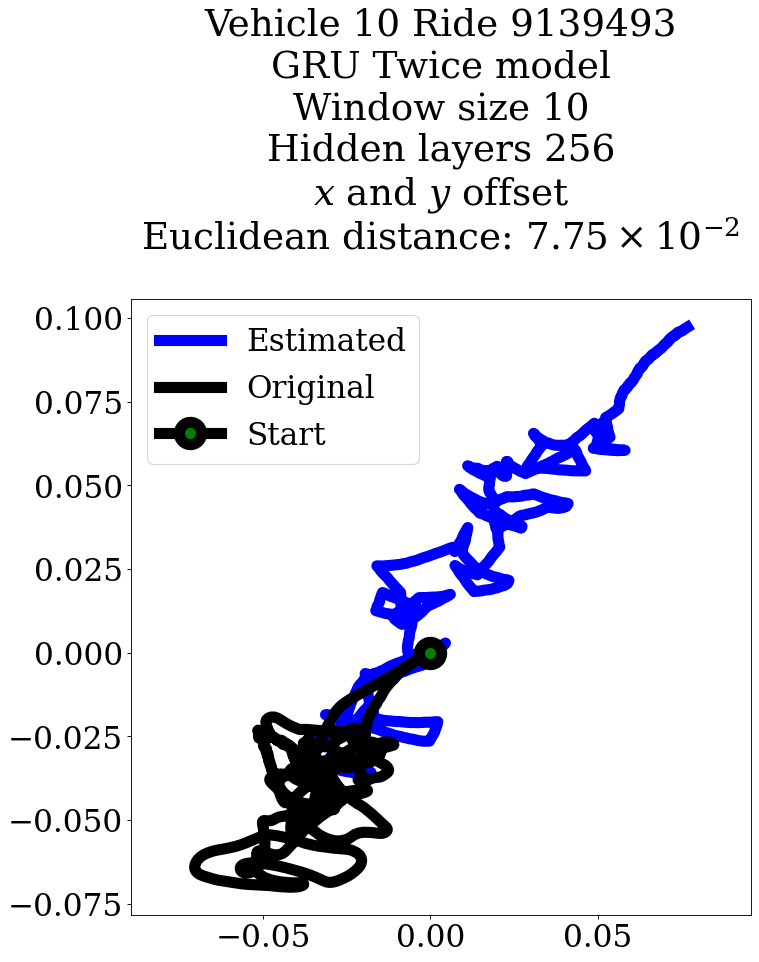 Vehicle 10 Ride 9139493
GRU Twice model
Window size 10
Hidden layers 256
x and y offset
Euclidean distance: 7.75 × 10⁻²
Estimated
Original
Start
0.100
0.075
0.050
0.025
0.000
−0.025
−0.050
−0.075
−0.05 0.00 0.05